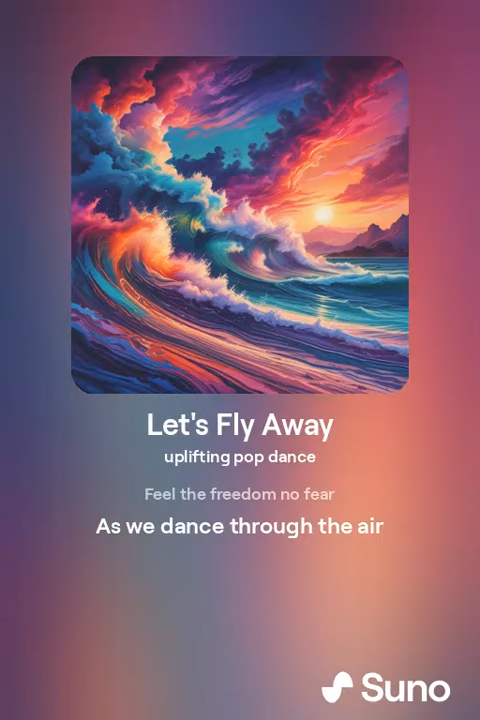 Let's Fly Away
uplifting pop dance
Feel the freedom no fear
As we dance through the air
Suno